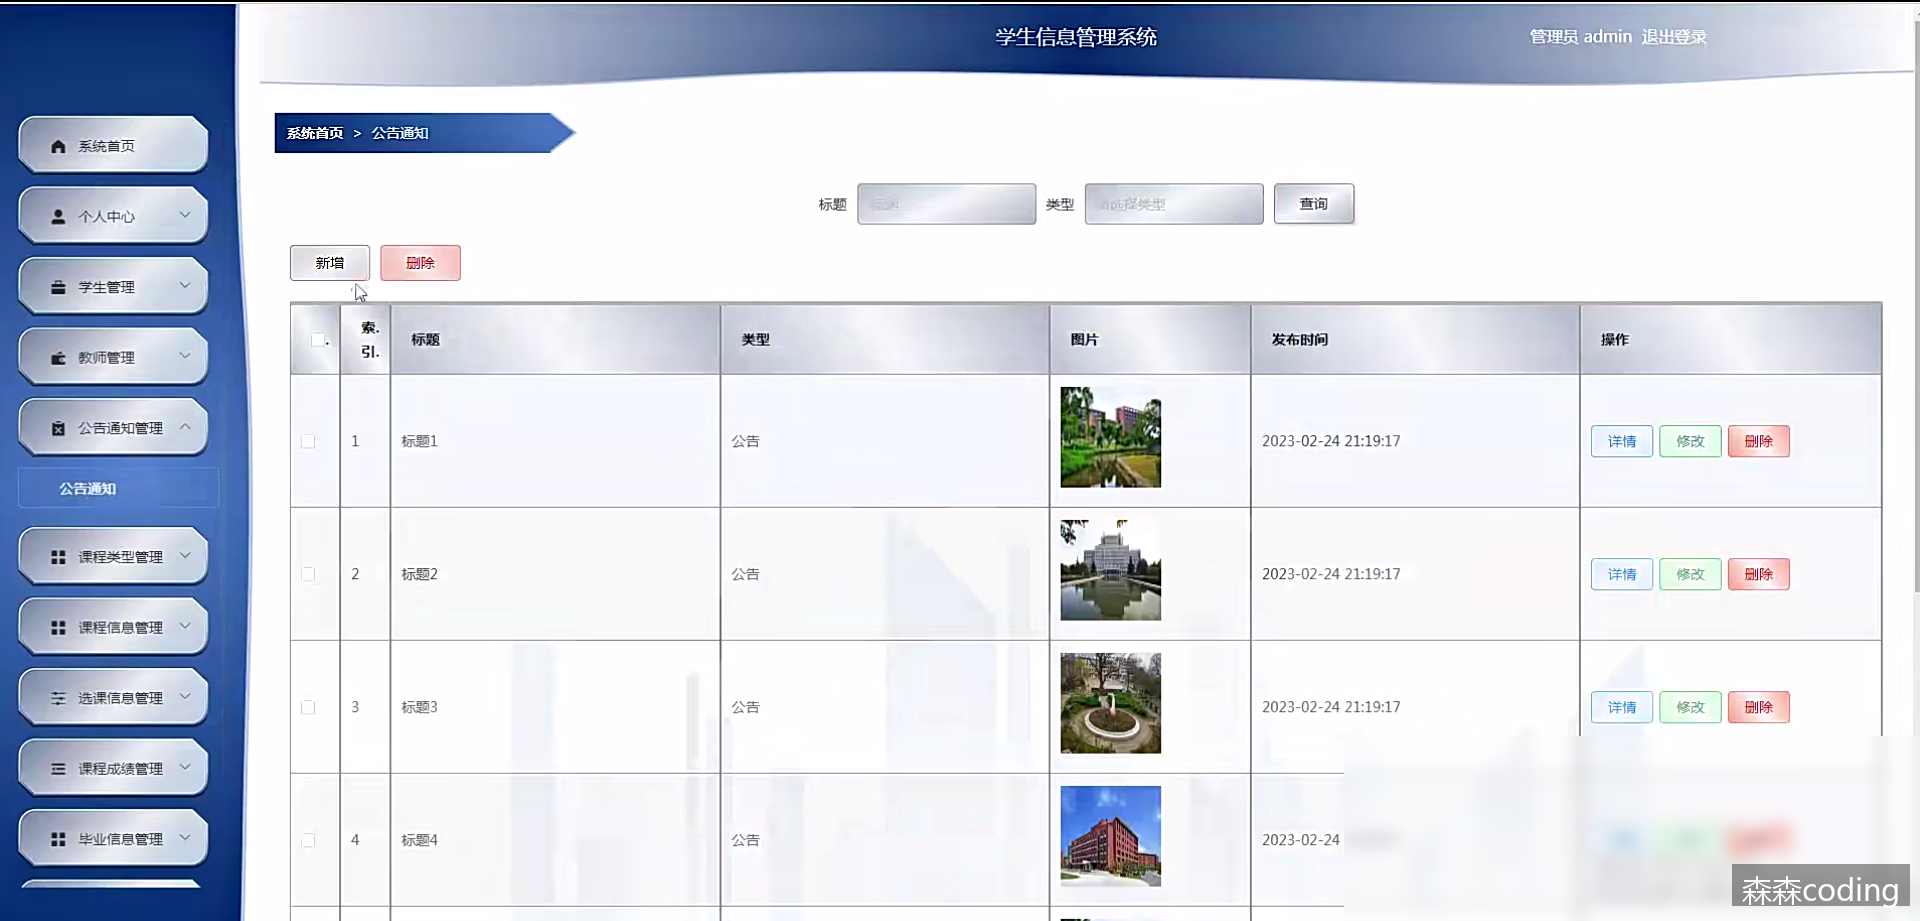 学生信息管理系统
管理员 admin 退出登录
系统首页
个人中心
学生管理
教师管理
公告通知管理
公告通知
课程类型管理
课程信息管理
选课信息管理
课程成绩管理
毕业信息管理
系统首页 > 公告通知
标题 标题 类型 查询
新增 删除
索引. 标题 类型 图片 发布时间 操作
1 标题1 公告 2023-02-24 21:19:17 详情 修改 删除
2 标题2 公告 2023-02-24 21:19:17 详情 修改 删除
3 标题3 公告 2023-02-24 21:19:17 详情 修改 删除
4 标题4 公告 2023-02-24
森森coding